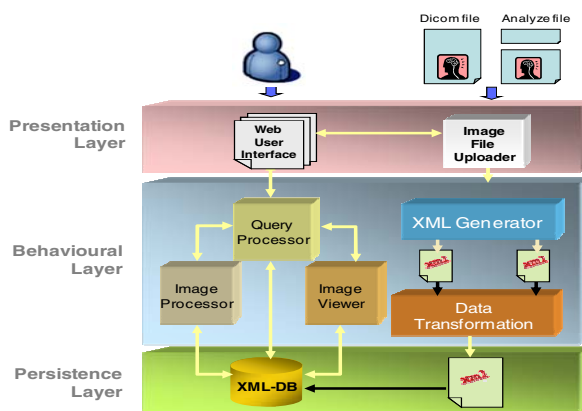 Dicom file
Analyze file
Presentation
Layer
Web
User
Interface
Image
File
Uploader
Behavioural
Layer
Query
Processor
XML Generator
Image
Processor
Image
Viewer
xml
xml
Data
Transformation
Persistence
Layer
XML-DB
xml